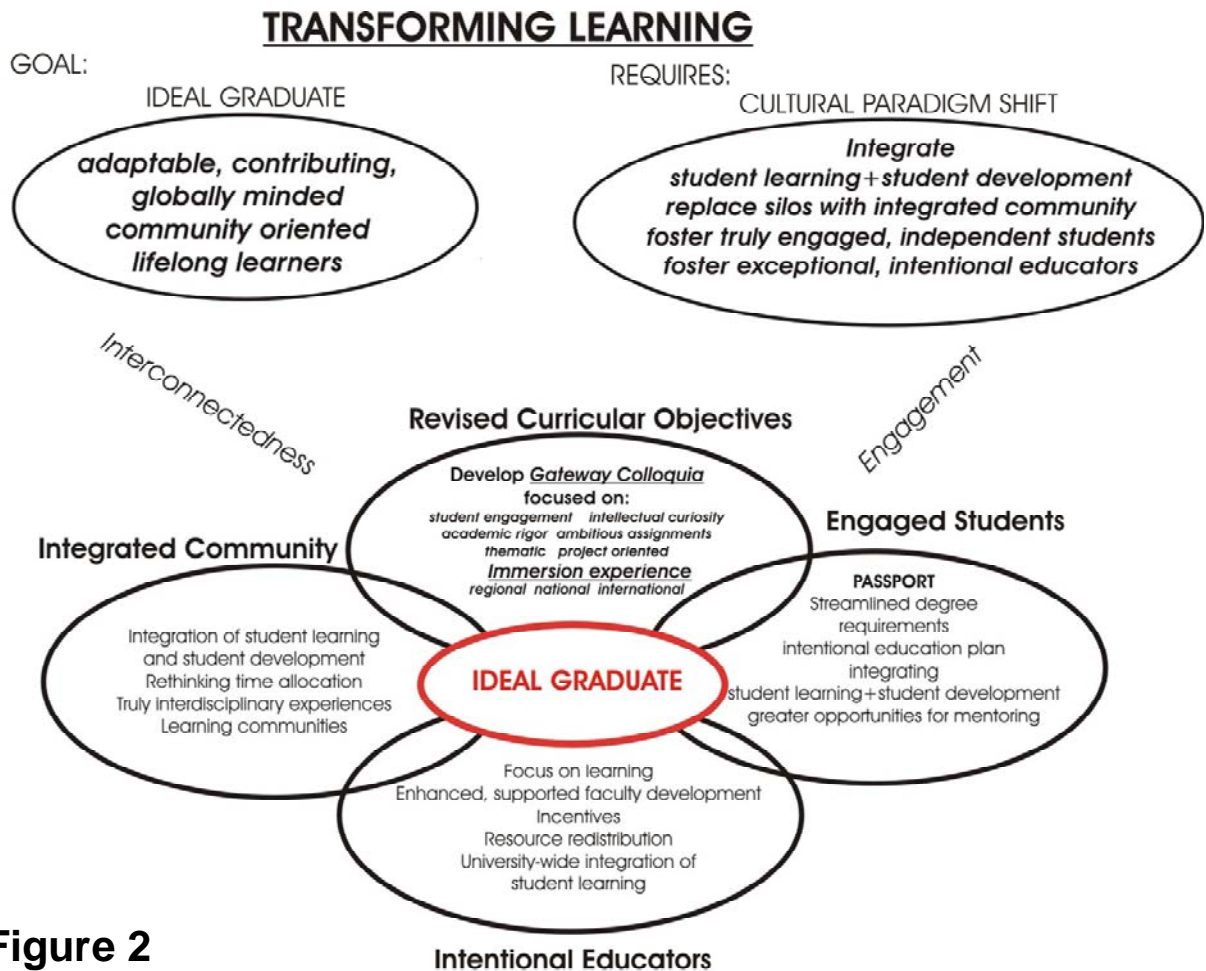 TRANSFORMING LEARNING
GOAL:
IDEAL GRADUATE
adaptable, contributing,
globally minded
community oriented
lifelong learners
REQUIRES:
CULTURAL PARADIGM SHIFT
Integrate
student learning+student development
replace silos with integrated community
foster truly engaged, independent students
foster exceptional, intentional educators
Interconnectedness
Engagement
Revised Curricular Objectives
Develop Gateway Colloquia
focused on:
student engagement intellectual curiosity
academic rigor ambitious assignments
thematic project oriented
Immersion experience
regional national international
Integrated Community
Integration of student learning
and student development
Rethinking time allocation
Truly interdisciplinary experiences
Learning communities
IDEAL GRADUATE
Engaged Students
PASSPORT
Streamlined degree
requirements
intentional education plan
integrating
student learning+student development
greater opportunities for mentoring
Focus on learning
Enhanced, supported faculty development
Incentives
Resource redistribution
University-wide integration of
student learning
Intentional Educators
Figure 2